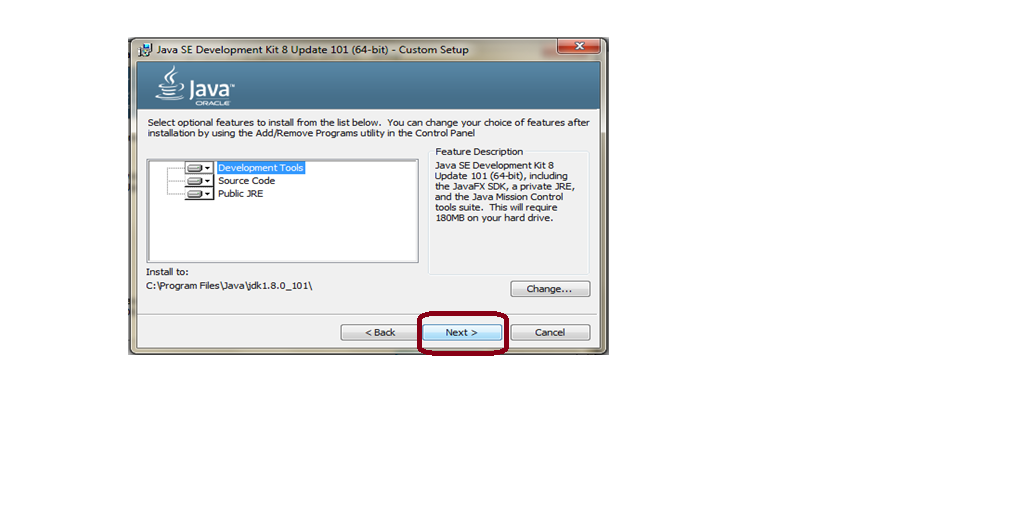 Java SE Development Kit 8 Update 101 (64-bit) - Custom Setup
Java™
ORACLE
Select optional features to install from the list below.  You can change your choice of features after
installation by using the Add/Remove Programs utility in the Control Panel
Development Tools
Source Code
Public JRE
Feature Description
Java SE Development Kit 8
Update 101 (64-bit), including
the JavaFX SDK, a private JRE,
and the Java Mission Control
tools suite.  This will require
180MB on your hard drive.
Install to:
C:\Program Files\Java\jdk1.8.0_101\
Change...
< Back
Next >
Cancel